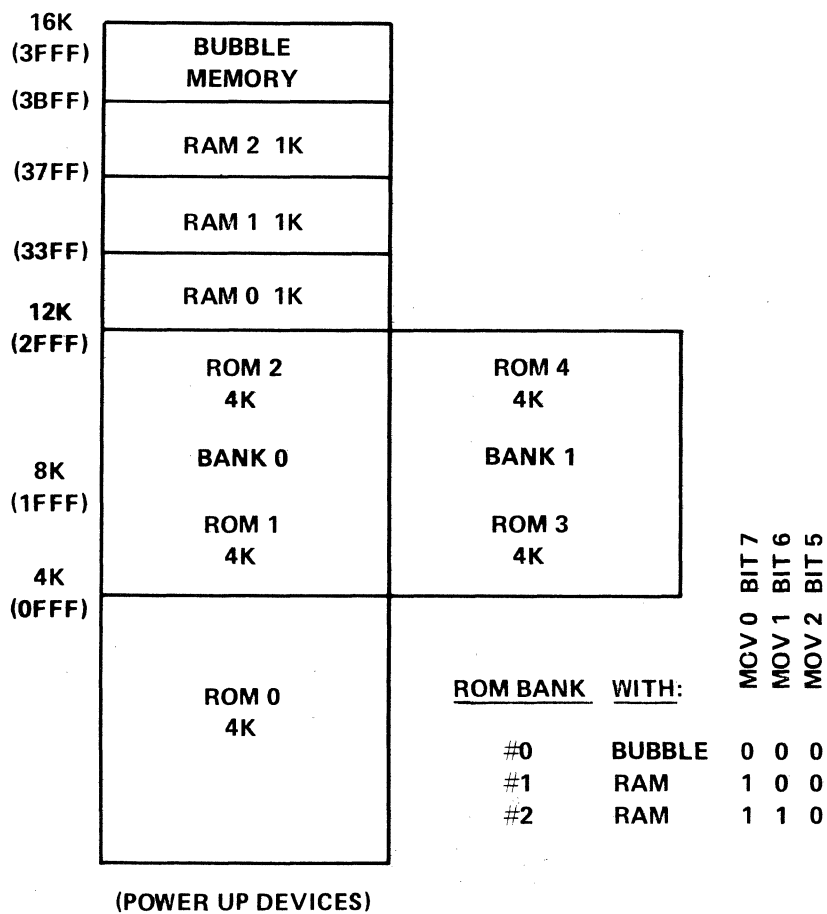 16K
(3FFF)
BUBBLE
MEMORY
(3BFF)
RAM 2 1K
(37FF)
RAM 1 1K
(33FF)
RAM 0 1K
12K
(2FFF)
ROM 2
4K
ROM 4
4K
BANK 0
BANK 1
8K
(1FFF)
ROM 1
4K
ROM 3
4K
4K
(0FFF)
ROM 0
4K
MOV 0 BIT 7
MOV 1 BIT 6
MOV 2 BIT 5
ROM BANK WITH:
#0 BUBBLE 0 0 0
#1 RAM 1 0 0
#2 RAM 1 1 0
(POWER UP DEVICES)